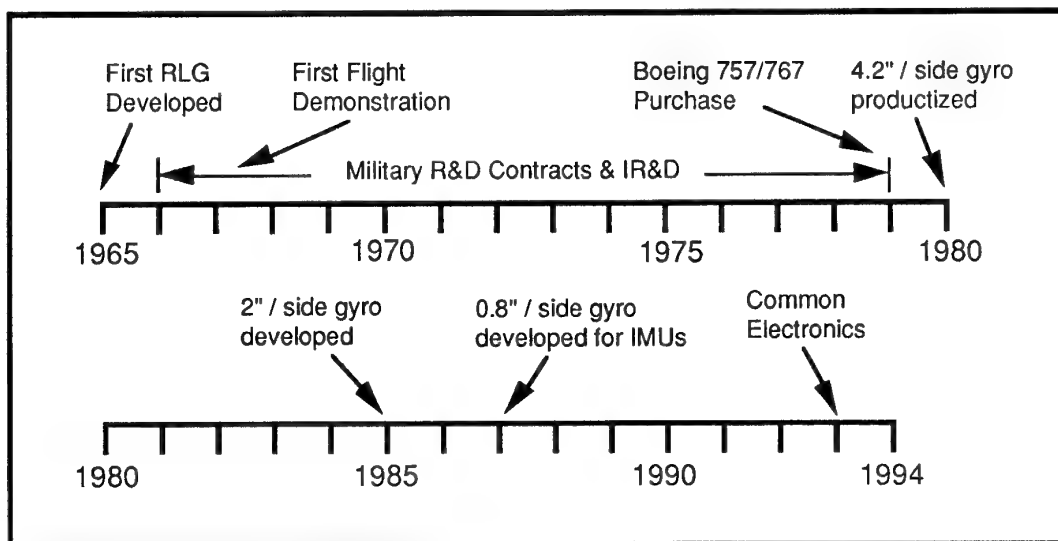 First RLG
Developed
First Flight
Demonstration
Boeing 757/767
Purchase
4.2" / side gyro
productized
Military R&D Contracts & IR&D
1965
1970
1975
1980
2" / side gyro
developed
0.8" / side gyro
developed for IMUs
Common
Electronics
1980
1985
1990
1994